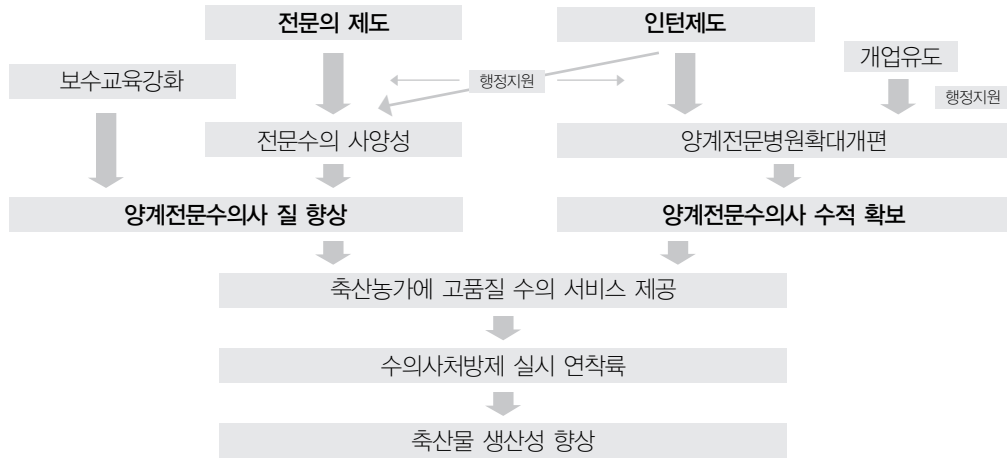 전문의 제도
인턴제도
개업유도
보수교육강화
행정지원
행정지원
전문수의 사양성
양계전문병원확대개편
양계전문수의사 질 향상
양계전문수의사 수적 확보
축산농가에 고품질 수의 서비스 제공
수의사처방제 실시 연착륙
축산물 생산성 향상